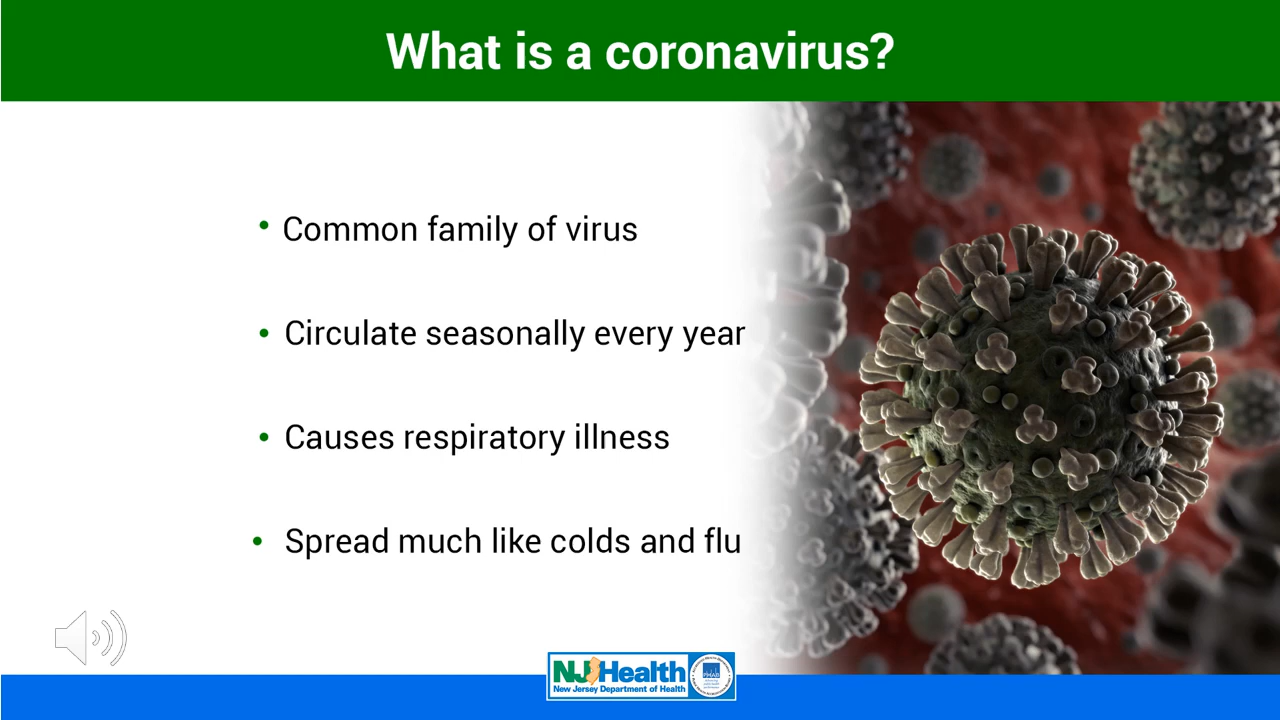 What is a coronavirus?
• Common family of virus
• Circulate seasonally every year
• Causes respiratory illness
• Spread much like colds and flu
NJ Health
New Jersey Department of Health
PHAB